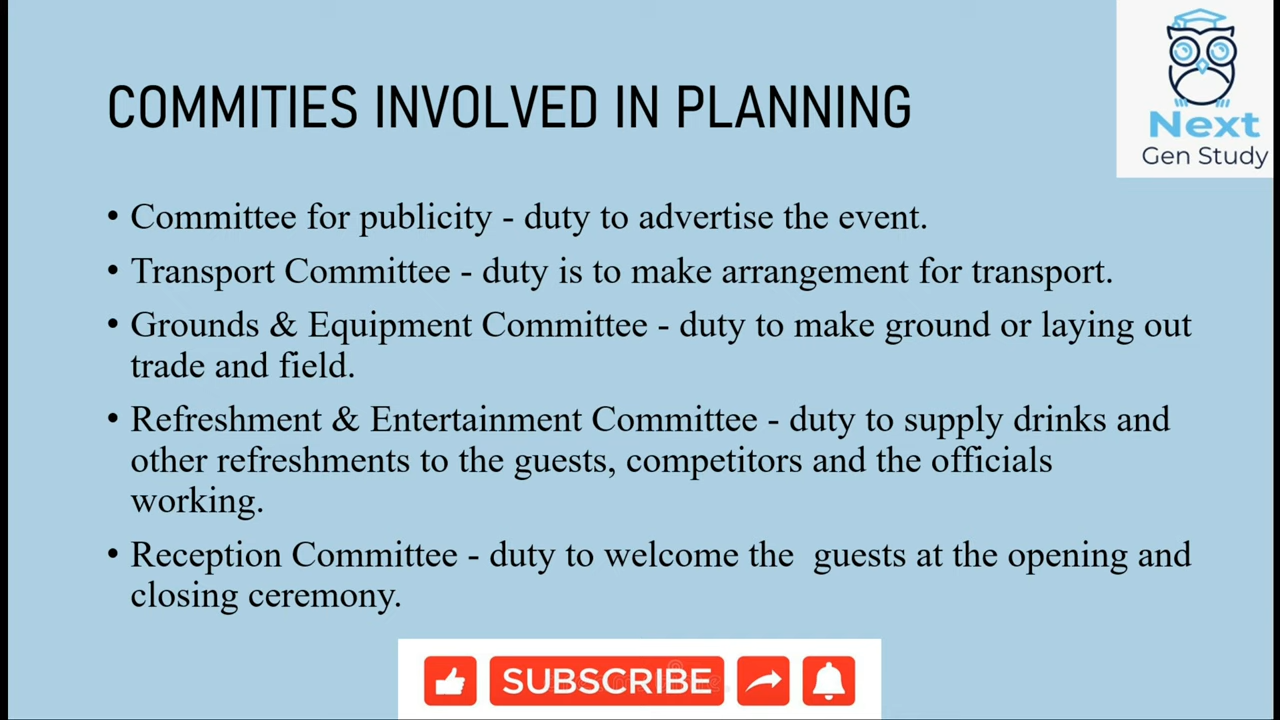 COMMITIES INVOLVED IN PLANNING
Next
Gen Study
• Committee for publicity - duty to advertise the event.
• Transport Committee - duty is to make arrangement for transport.
• Grounds & Equipment Committee - duty to make ground or laying out
trade and field.
• Refreshment & Entertainment Committee - duty to supply drinks and
other refreshments to the guests, competitors and the officials
working.
• Reception Committee - duty to welcome the  guests at the opening and
closing ceremony.
SUBSCRIBE